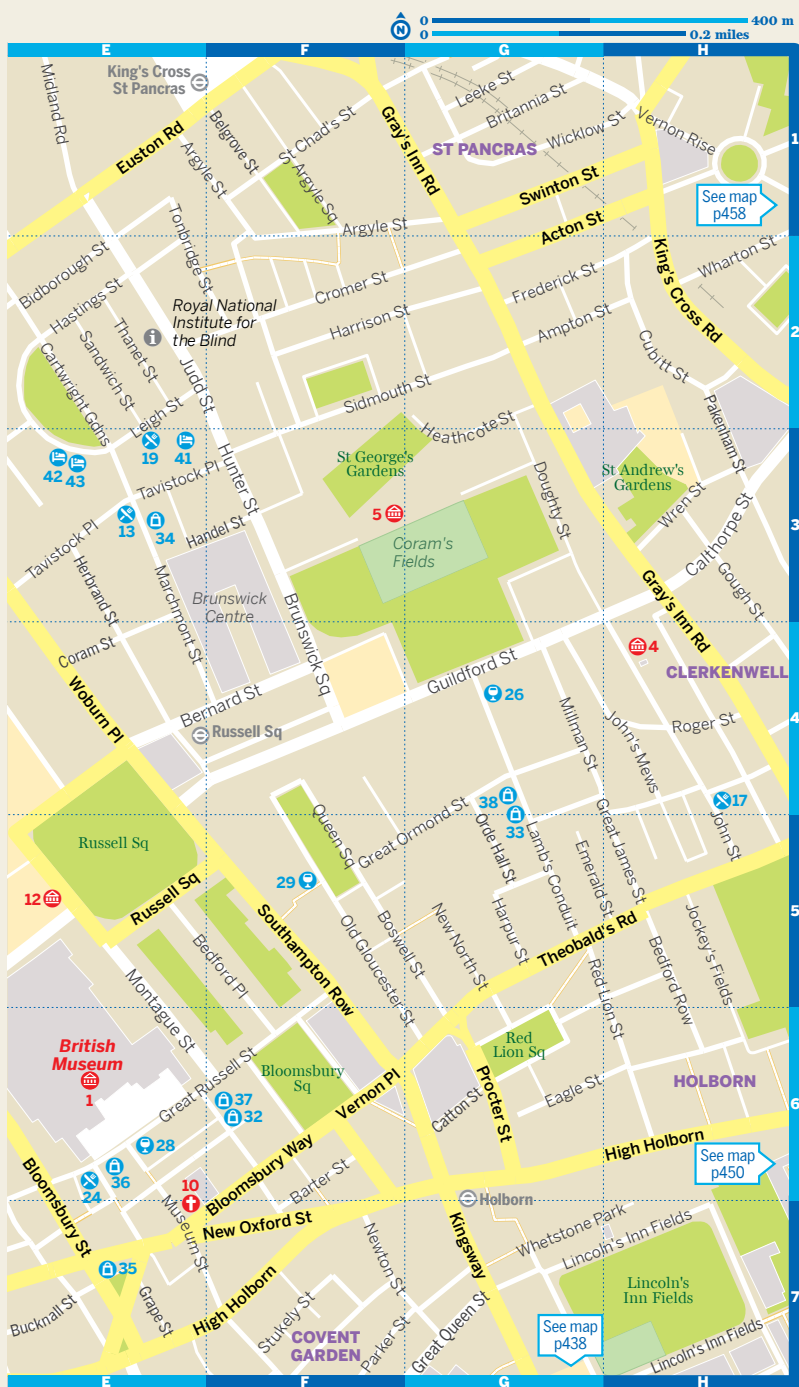 N
0
400 m
0
0.2 miles
E
F
G
H
King's Cross
St Pancras
Midland Rd
Euston Rd
Belgrove St
Argyle St
St Chad's St
Argyle Sq
Argyle St
Gray's Inn Rd
Leeke St
Britannia St
Wicklow St
Vernon Rise
ST PANCRAS
Swinton St
Acton St
1
See map
p458
Bidborough St
Tonbridge St
Hastings St
Royal National
Institute for
the Blind
Cromer St
Harrison St
Frederick St
Ampton St
King's Cross Rd
Wharton St
Cubitt St
2
Cartwright Gdns
Sandwich St
Thanet St
Judd St
Leigh St
Sidmouth St
Heathcote St
Pakenham St
42
43
19
41
Tavistock Pl
Hunter St
St George's
Gardens
Doughty St
St Andrew's
Gardens
Wren St
Calthorpe St
13
34
Handel St
5
Coram's
Fields
3
Tavistock Pl
Herbrand St
Marchmont St
Brunswick
Centre
Brunswick Sq
Gray's Inn Rd
Gough St
Coram St
4
CLERKENWELL
Woburn Pl
Bernard St
Russell Sq
Guildford St
26
Millman St
John's Mews
Roger St
4
38
33
17
Russell Sq
Queen Sq
Great Ormond St
Orde Hall St
Lamb's Conduit
Great James St
Emerald St
John St
12
Russell Sq
29
Southampton Row
Old Gloucester St
Boswell St
New North St
Harpur St
Theobald's Rd
Red Lion St
Bedford Row
Jockey's Fields
5
Bedford Pl
Montague St
British
Museum
1
Great Russell St
Bloomsbury
Sq
Vernon Pl
Red
Lion Sq
Procter St
Catton St
Eagle St
HOLBORN
37
32
6
28
36
24
Bloomsbury St
10
Museum St
Bloomsbury Way
Barter St
High Holborn
See map
p450
Holborn
New Oxford St
Newton St
Kingsway
Whetstone Park
Lincoln's Inn Fields
35
Lincoln's
Inn Fields
Bucknall St
Grape St
High Holborn
Stukely St
COVENT
GARDEN
Parker St
Great Queen St
See map
p438
Lincoln's Inn Fields
7
E
F
G
H